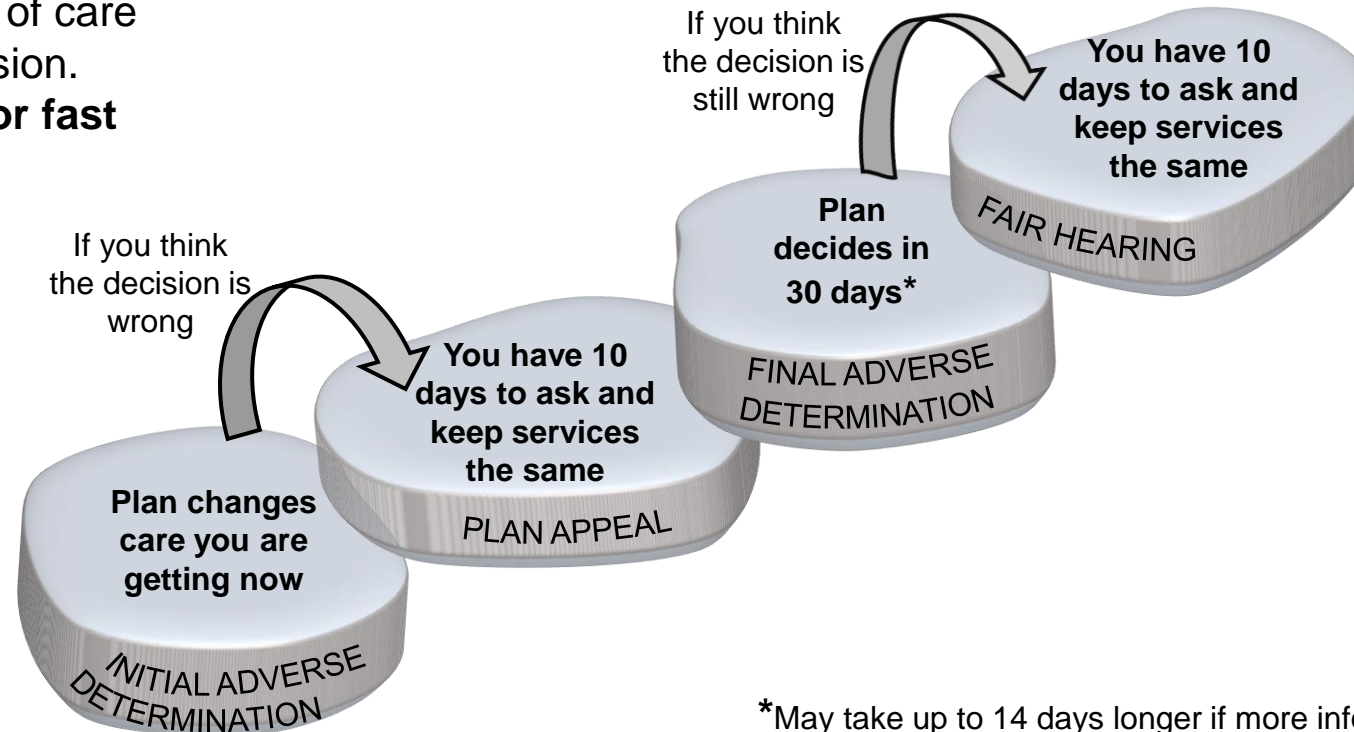 of care
sion.
or fast
If you think
the decision is
wrong
Plan changes
care you are
getting now
INITIAL ADVERSE
DETERMINATION
You have 10
days to ask and
keep services
the same
PLAN APPEAL
Plan
decides in
30 days*
FINAL ADVERSE
DETERMINATION
If you think
the decision is
still wrong
You have 10
days to ask and
keep services
the same
FAIR HEARING
*May take up to 14 days longer if more info